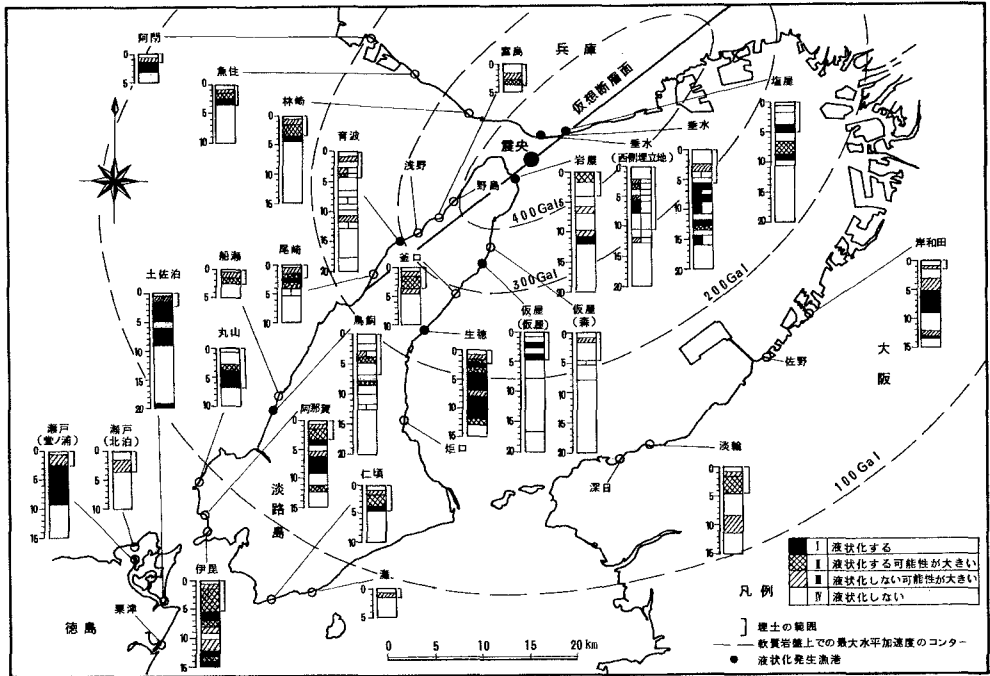 阿閇
魚住
林崎
育波
浅野
富島
兵庫
仮想断層面
塩屋
垂水
垂水
(西側埋立地)
震央
岩屋
野島
400Gals
300Gal
200Gal
100Gal
岸和田
大阪
佐野
淡輪
深日
船瀬
尾崎
釜口
土佐泊
丸山
鳥飼
生穂
仮屋
(仮屋)
仮屋
(森)
炬口
瀬戸
(堂ノ浦)
瀬戸
(北泊)
阿那賀
淡路島
仁頃
灘
伊毘
粟津
徳島
0 5 10 15 20 km
凡例
I 液状化する
II 液状化する可能性が大きい
III 液状化しない可能性が大きい
IV 液状化しない
埋土の範囲
軟質岩盤上での最大水平加速度のコンター
液状化発生漁港